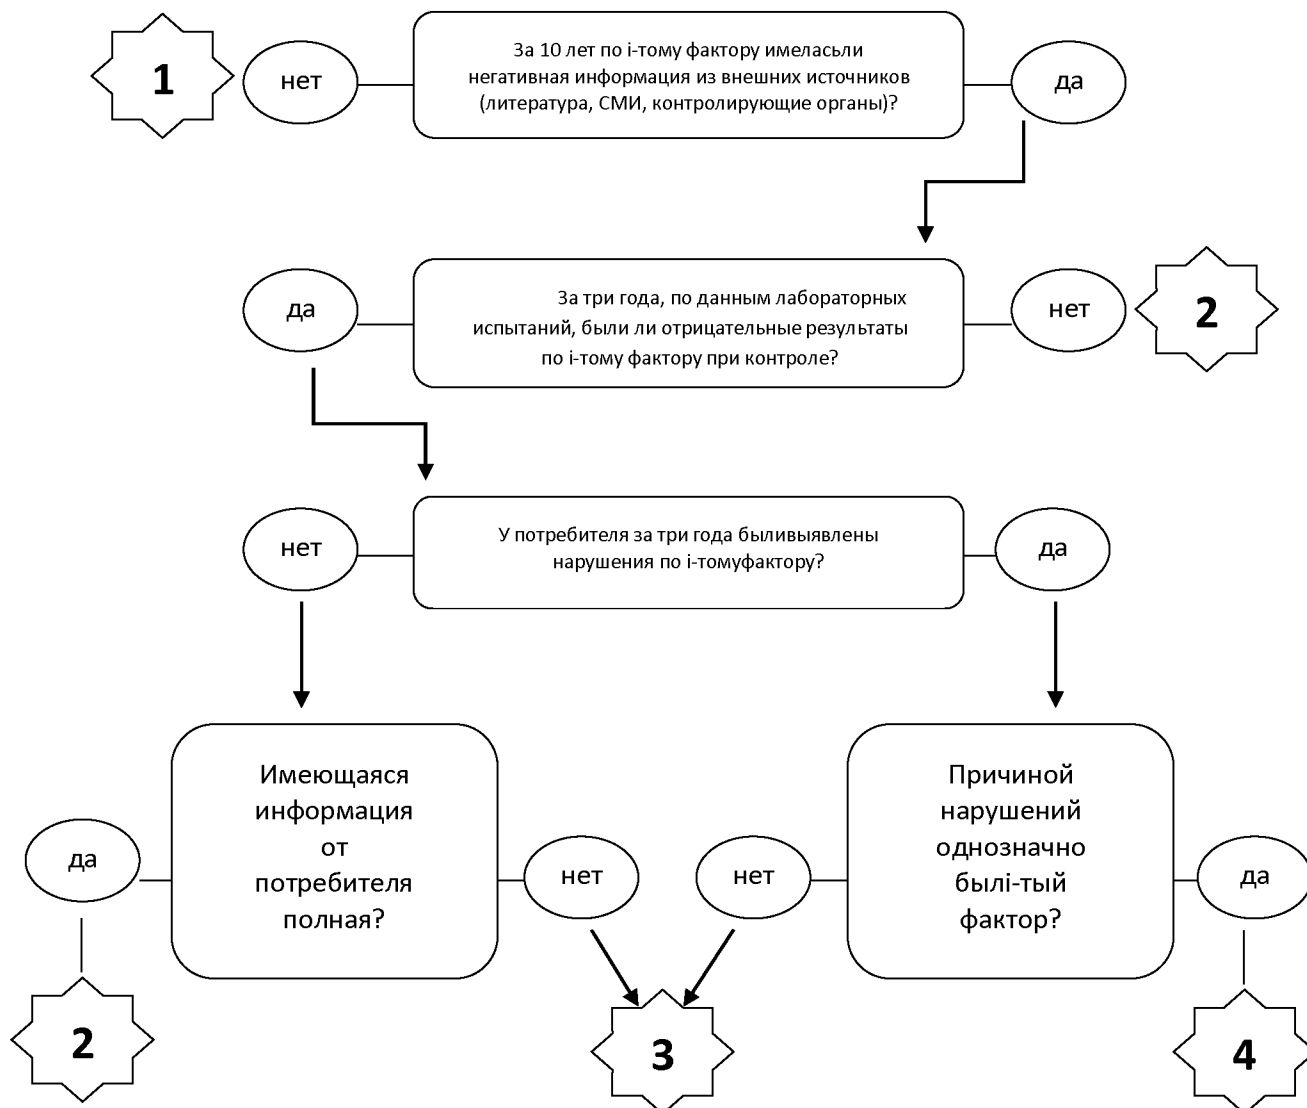 За 10 лет по i-тому фактору имеласьли
негативная информация из внешних источников
(литература, СМИ, контролирующие органы)?
1
нет
да
За три года, по данным лабораторных
испытаний, были ли отрицательные результаты
по i-тому фактору при контроле?
да
нет
2
У потребителя за три года быливыявлены
нарушения по i-томуфактору?
нет
да
Имеющаяся
информация
от
потребителя
полная?
Причиной
нарушений
однозначно
былi-тый
фактор?
да
нет
нет
да
2
3
4